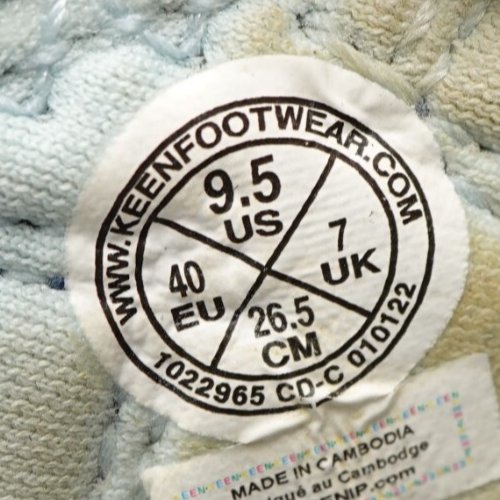 WWW.KEENFOOTWEAR.COM
9.5
US
7
UK
40
EU
26.5
CM
1022965 CD-C 010122
MADE IN CAMBODIA
au Cambodge